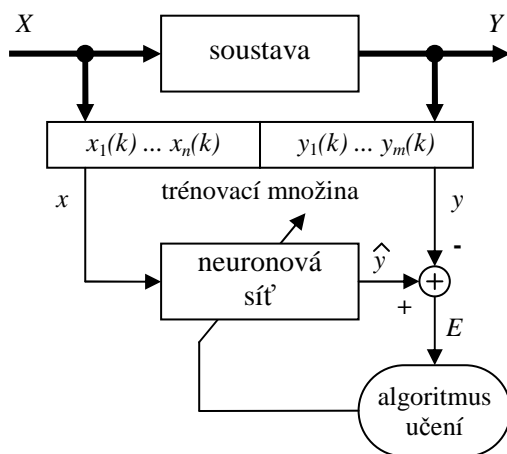 X
soustava
Y
x₁(k) ... xₙ(k)
y₁(k) ... yₘ(k)
x
trénovací množina
y
neuronová
síť
ŷ
-
+
+
E
algoritmus
učení